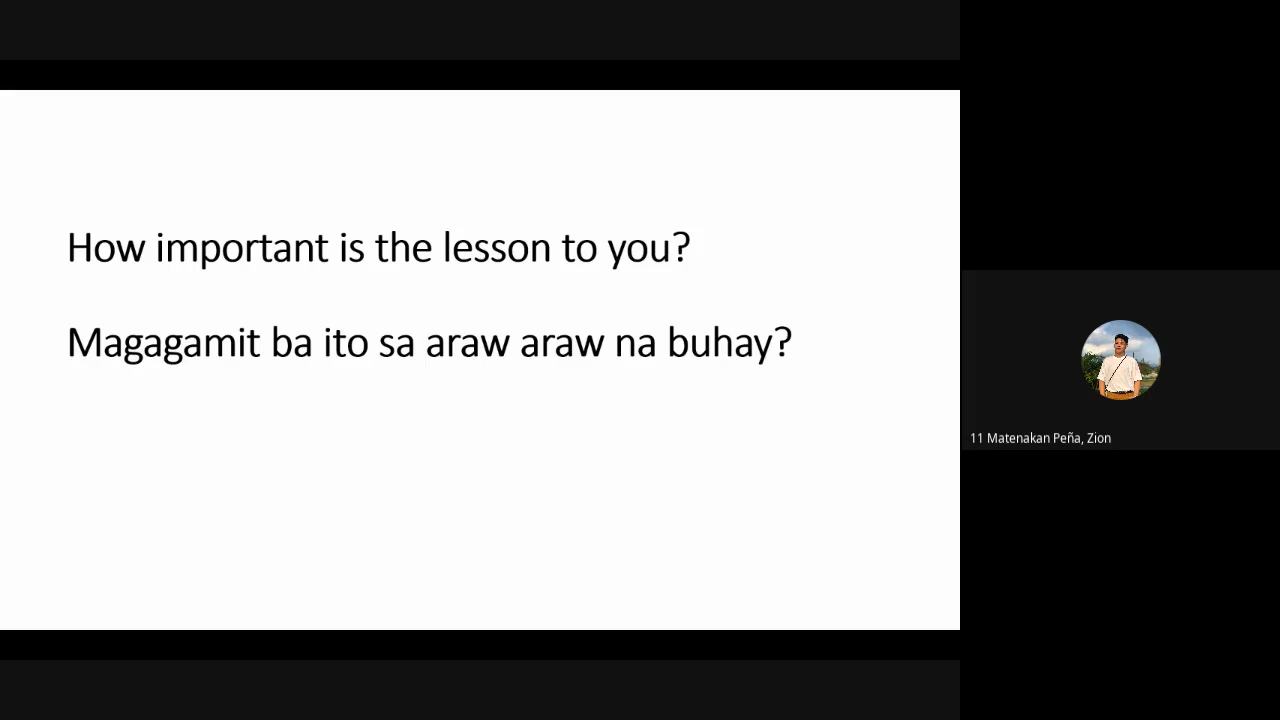 How important is the lesson to you?
Magagamit ba ito sa araw araw na buhay?
11 Matenakan Peña, Zion